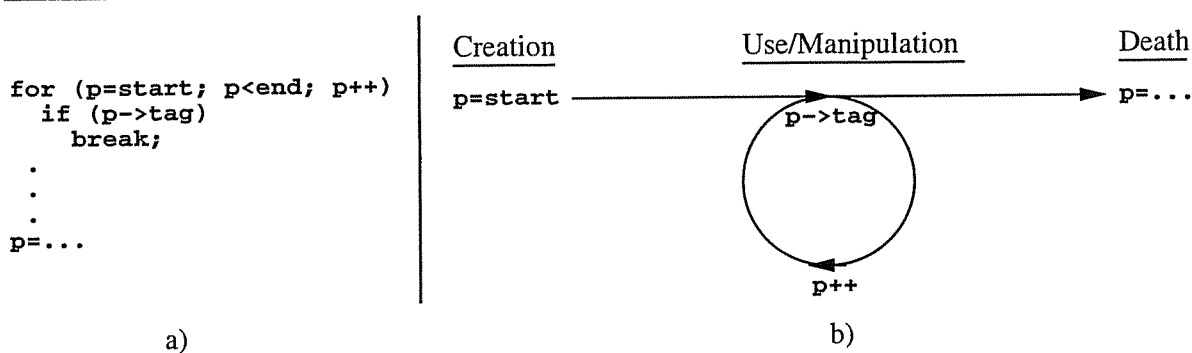 for (p=start; p<end; p++)
if (p->tag)
break;
.
.
.
p=...
a)
Creation
Use/Manipulation
Death
p=start
p->tag
p=...
p++
b)